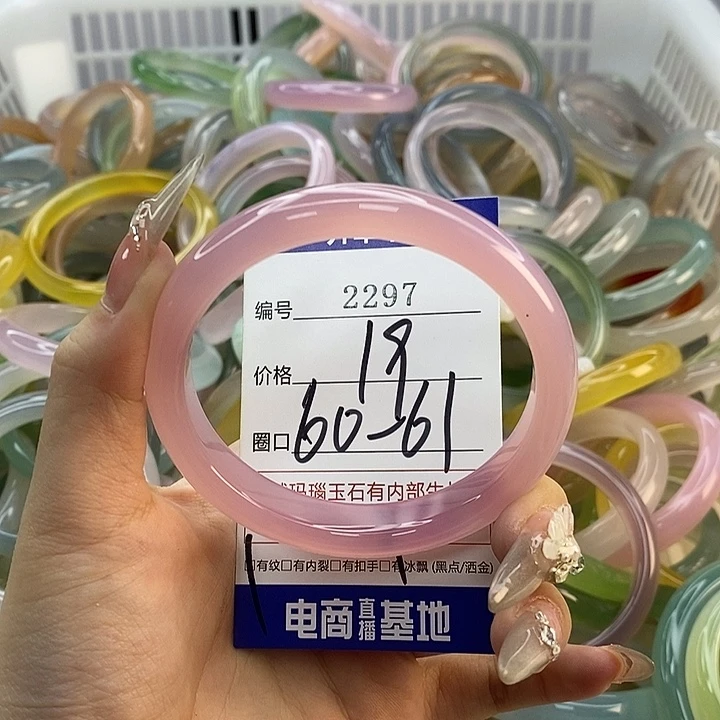 编号 2297
价格 19
圈口 60-61
玛瑙玉石有内部生
有纹□有内裂□有扣手□有冰飘(黑点/洒金)
电商直播基地